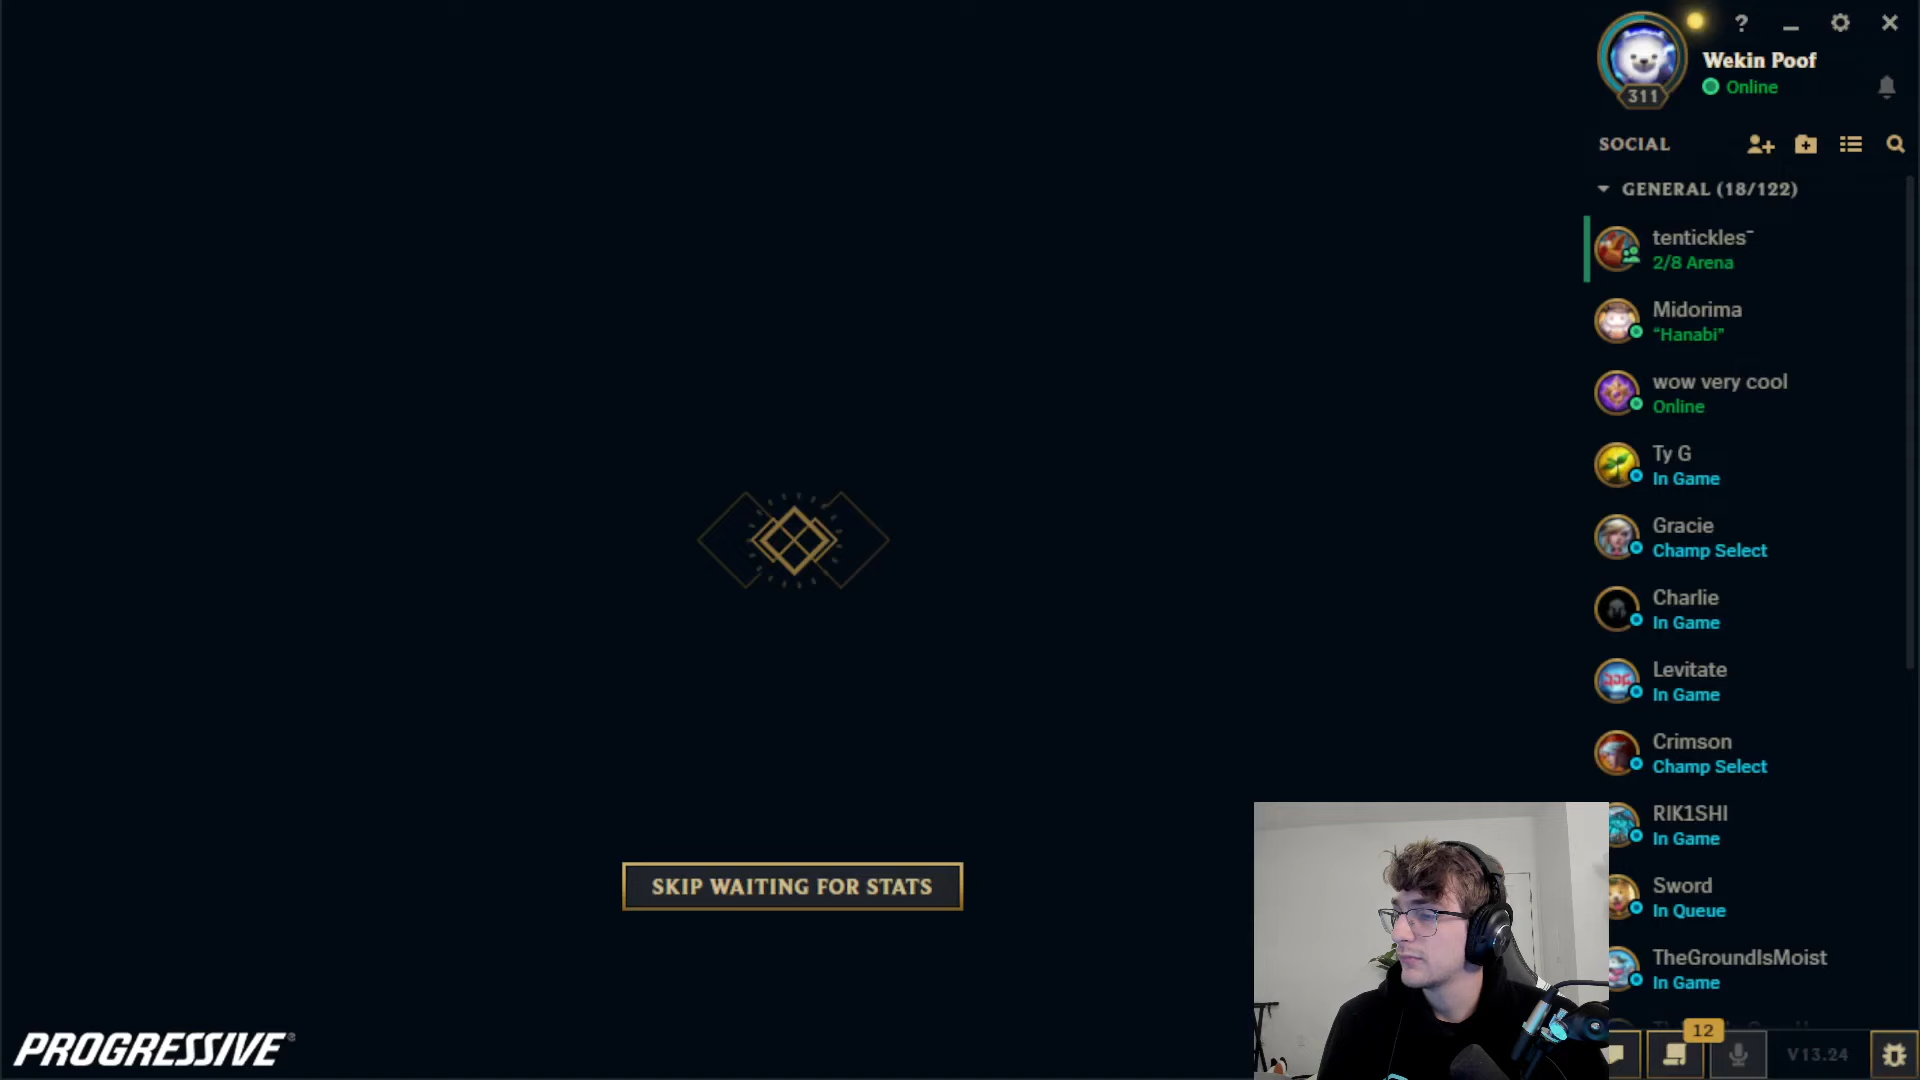 ?
Wekin Poof
311
Online
SOCIAL
GENERAL (18/122)
tentickles¯
2/8 Arena
Midorima
“Hanabi”
wow very cool
Online
Ty G
In Game
Gracie
Champ Select
Charlie
In Game
Levitate
In Game
Crimson
Champ Select
RIK1SHI
In Game
Sword
In Queue
TheGroundIsMoist
In Game
SKIP WAITING FOR STATS
PROGRESSIVE®
12
V13.24